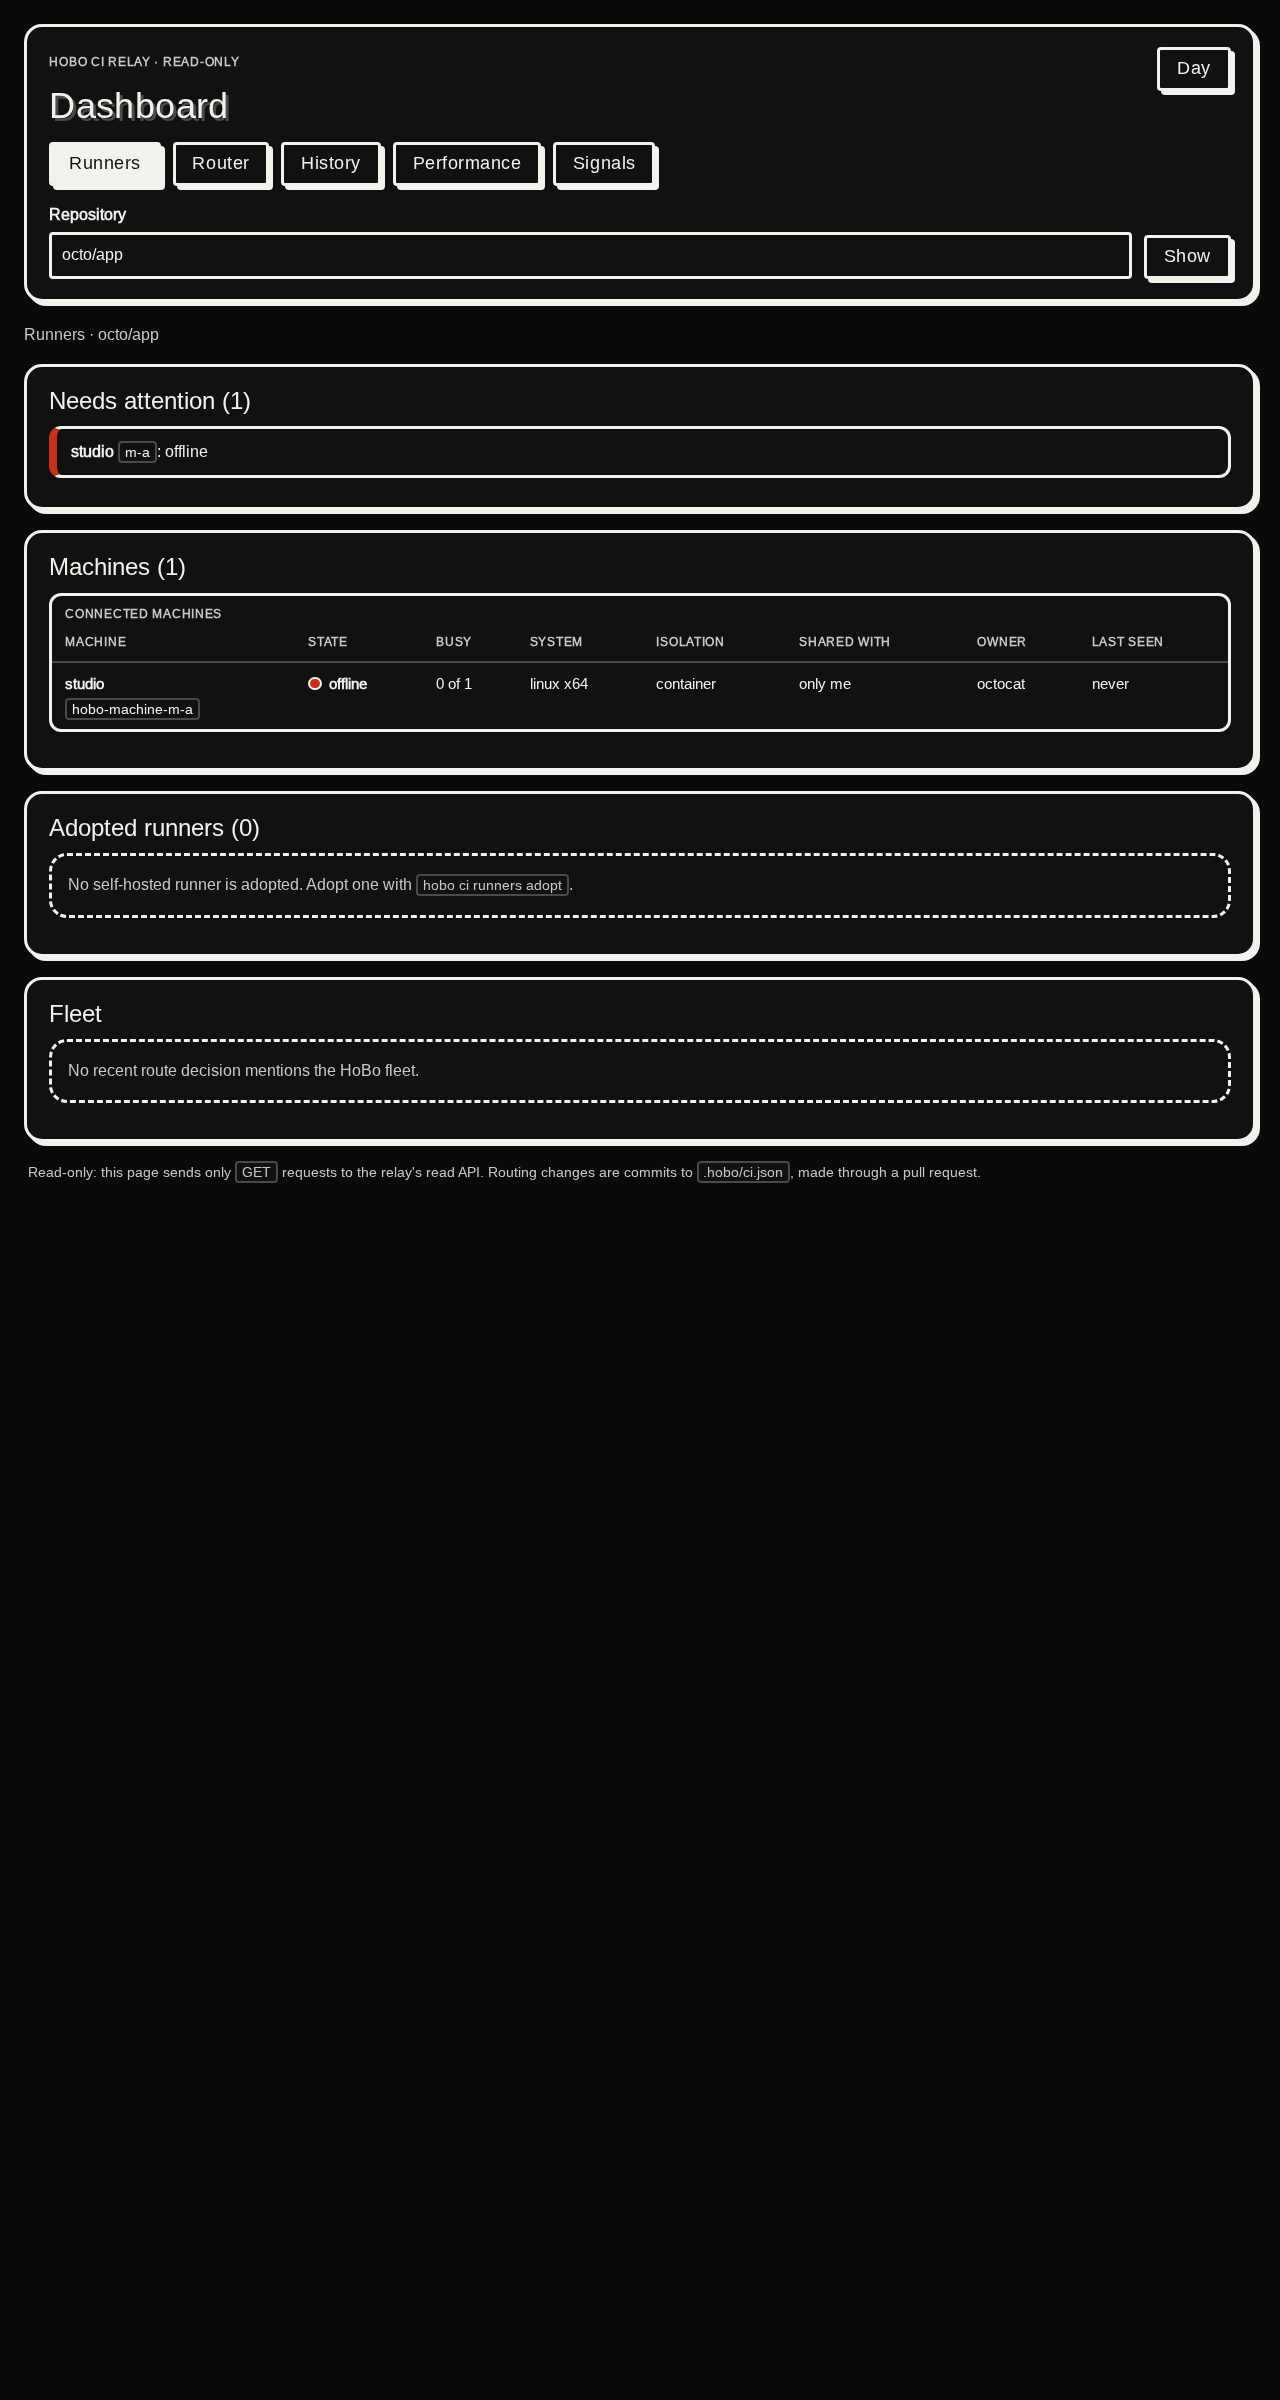 HOBO CI RELAY · READ-ONLY
Day
Dashboard
Runners Router History Performance Signals
Repository
octo/app
Show
Runners · octo/app
Needs attention (1)
studio m-a: offline
Machines (1)
CONNECTED MACHINES
MACHINE STATE BUSY SYSTEM ISOLATION SHARED WITH OWNER LAST SEEN
studio offline 0 of 1 linux x64 container only me octocat never
hobo-machine-m-a
Adopted runners (0)
No self-hosted runner is adopted. Adopt one with hobo ci runners adopt.
Fleet
No recent route decision mentions the HoBo fleet.
Read-only: this page sends only GET requests to the relay's read API. Routing changes are commits to .hobo/ci.json, made through a pull request.